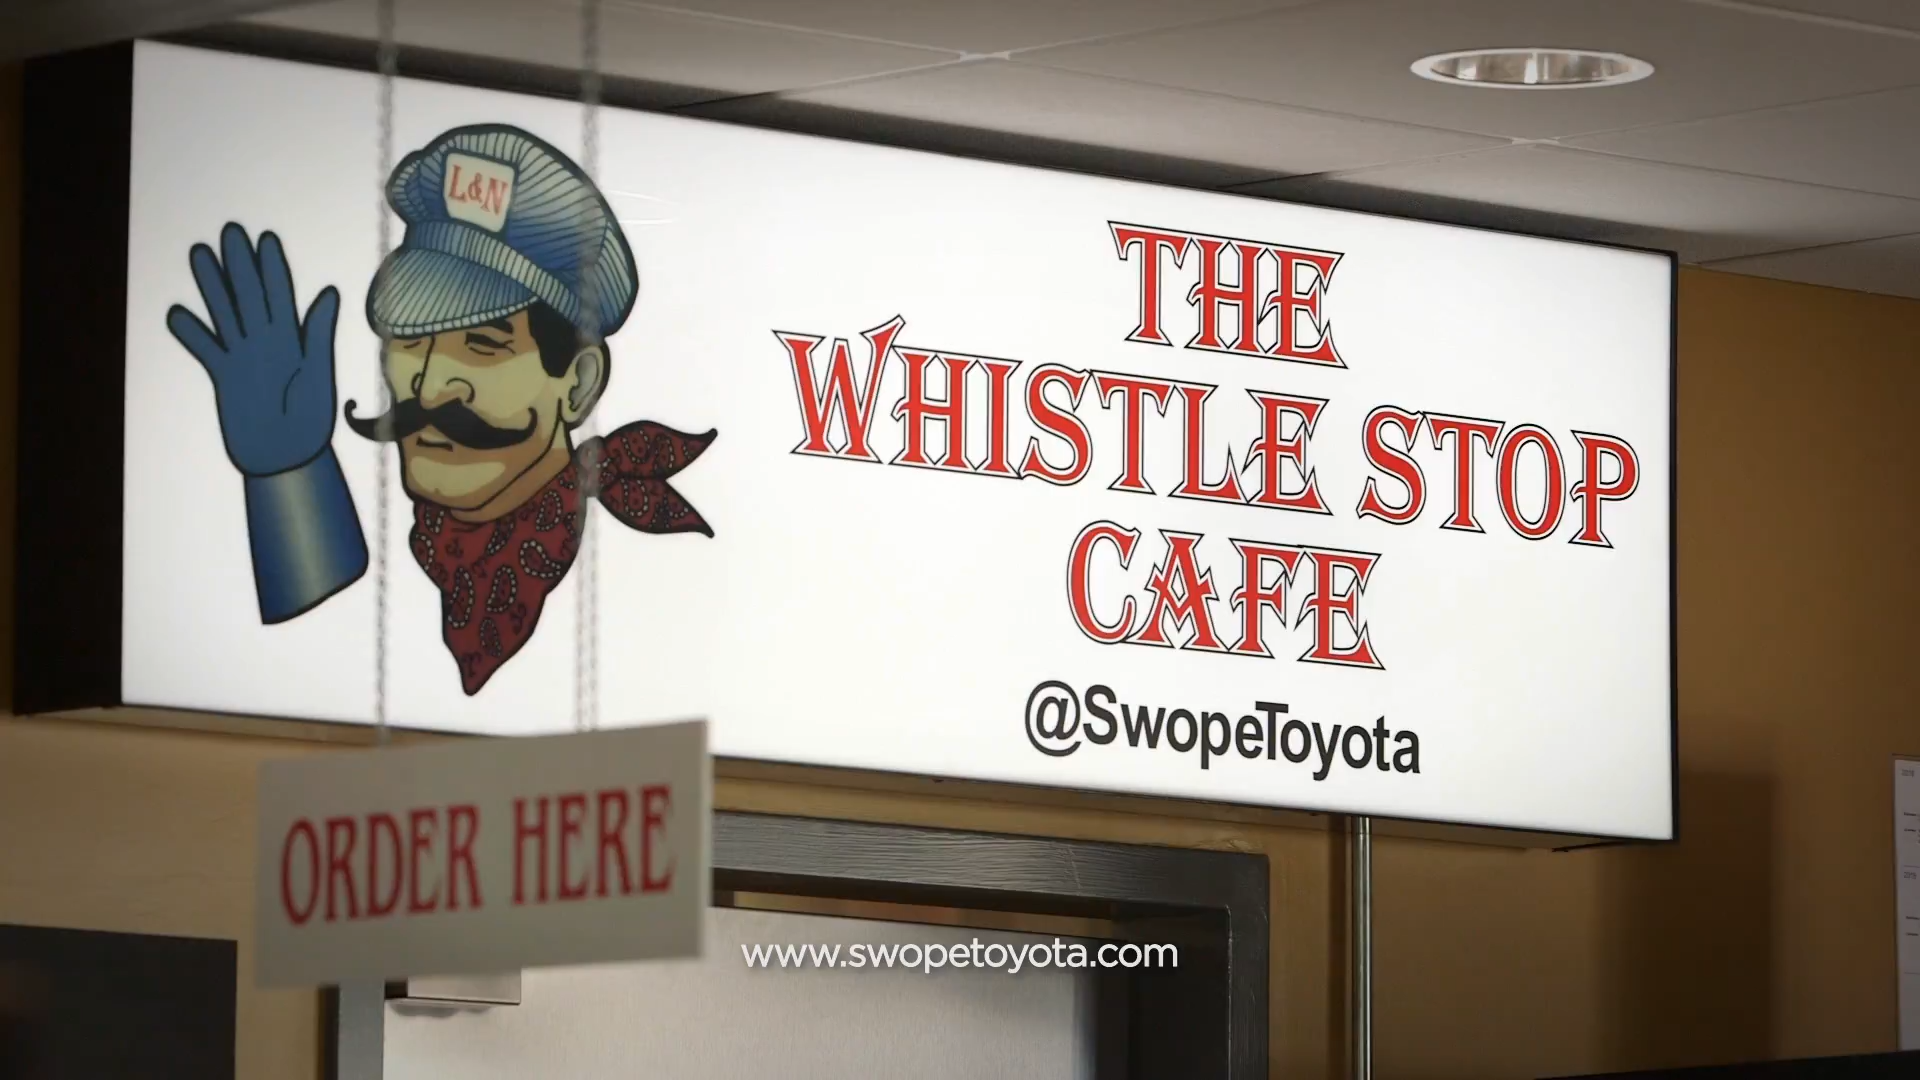 L&N
THE
WHISTLE STOP
CAFE
@SwopeToyota
ORDER HERE
www.swopetoyota.com